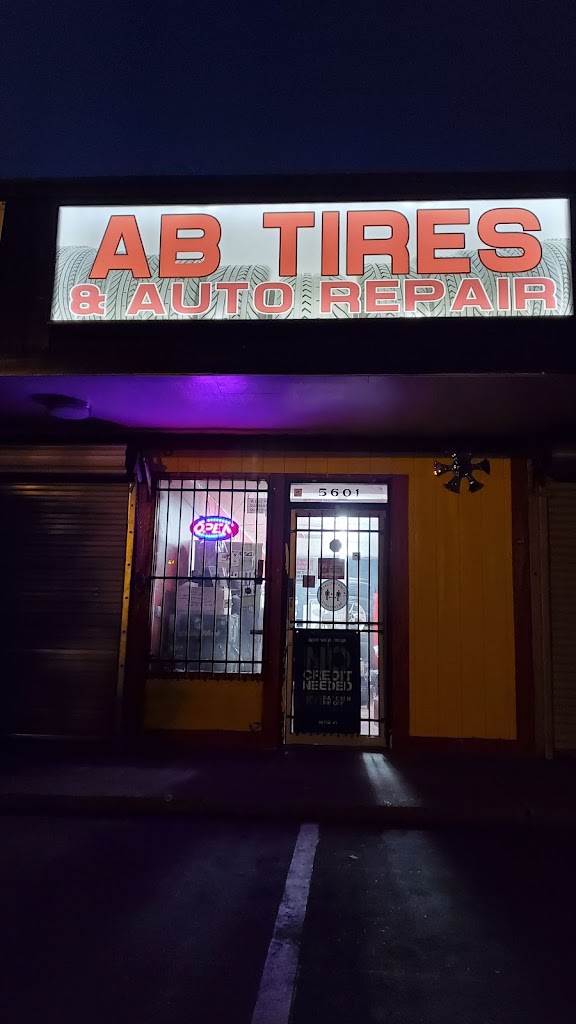 AB TIRES
& AUTO REPAIR
5601
OPEN
NO
CREDIT
NEEDED